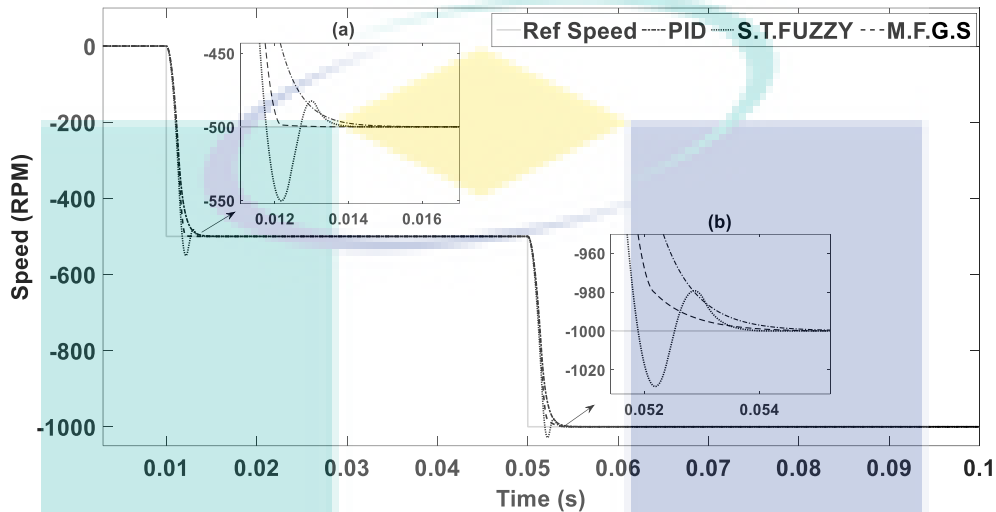 Ref Speed PID S.T.FUZZY M.F.G.S
(a)
-450
-500
-550
0.012 0.014 0.016
(b)
-960
-980
-1000
-1020
0.052 0.054
0
-200
-400
-600
-800
-1000
Speed (RPM)
0.01 0.02 0.03 0.04 0.05 0.06 0.07 0.08 0.09 0.1
Time (s)